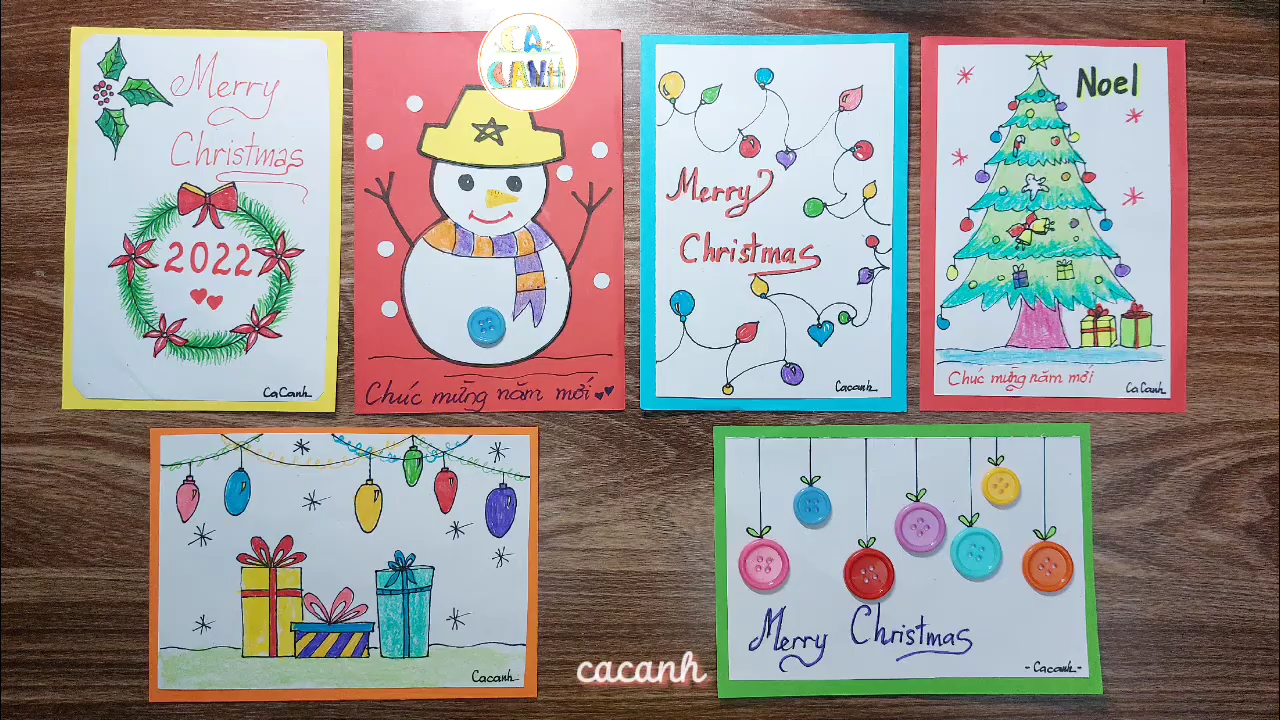 Merry
Christmas
2022
CaCanh
CA
CANH
Chúc mừng năm mới
Merry
Christmas
Cacanh
Noel
Chúc mừng năm mới
CaCanh
Cacanh
Merry Christmas
- Cacanh -
cacanh